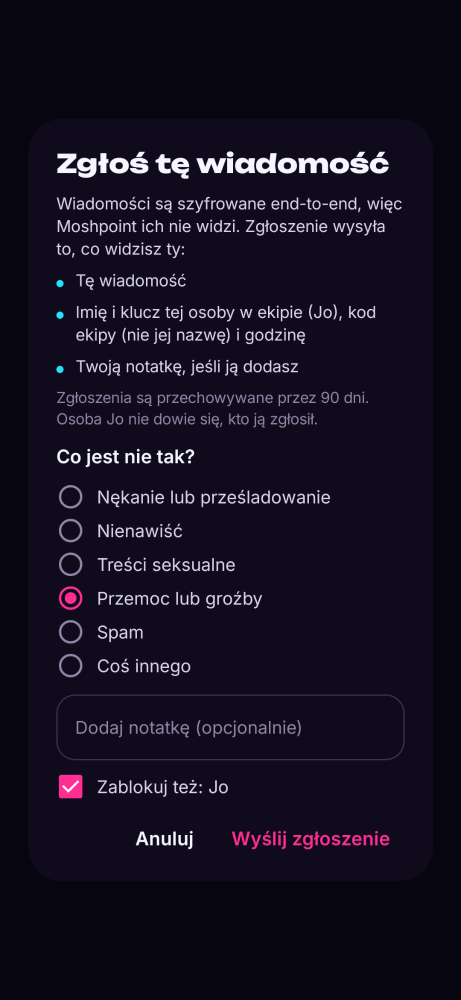 Zgłoś tę wiadomość
Wiadomości są szyfrowane end-to-end, więc
Moshpoint ich nie widzi. Zgłoszenie wysyła
to, co widzisz ty:
Tę wiadomość
Imię i klucz tej osoby w ekipie (Jo), kod
ekipy (nie jej nazwę) i godzinę
Twoją notatkę, jeśli ją dodasz
Zgłoszenia są przechowywane przez 90 dni.
Osoba Jo nie dowie się, kto ją zgłosił.
Co jest nie tak?
Nękanie lub prześladowanie
Nienawiść
Treści seksualne
Przemoc lub groźby
Spam
Coś innego
Dodaj notatkę (opcjonalnie)
Zablokuj też: Jo
Anuluj
Wyślij zgłoszenie